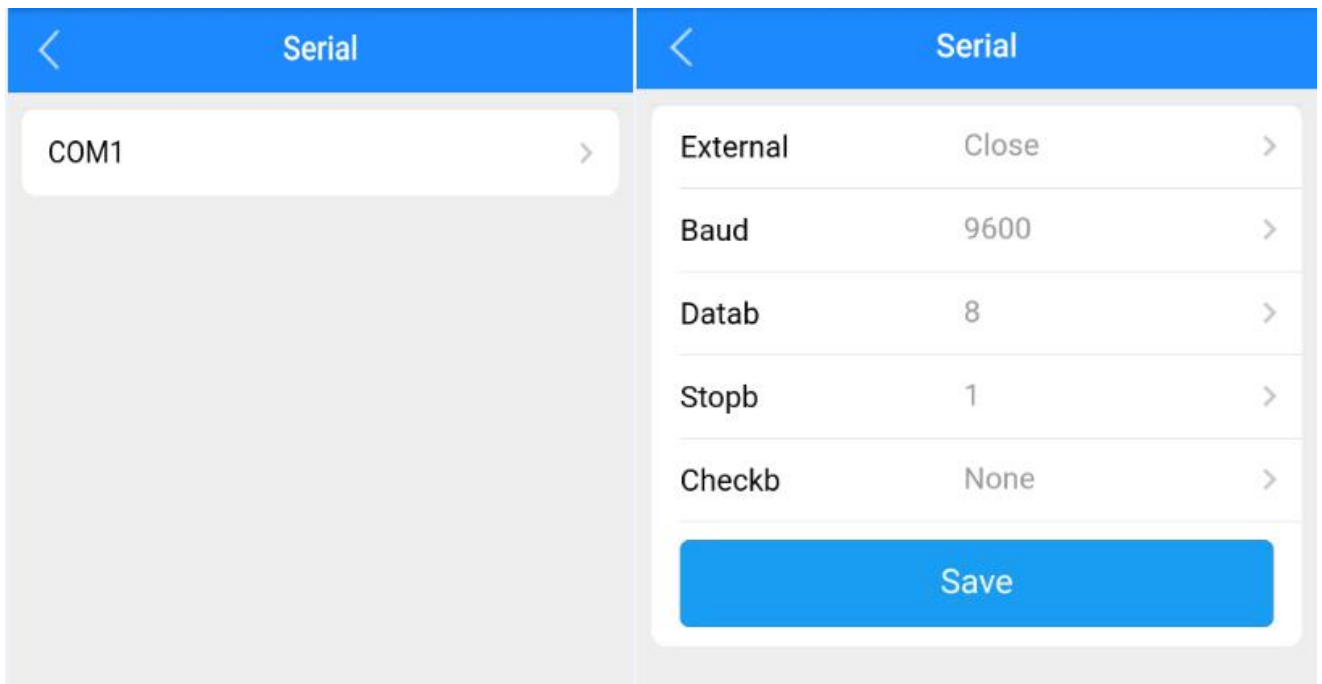 Serial
COM1
Serial
External Close
Baud 9600
Datab 8
Stopb 1
Checkb None
Save